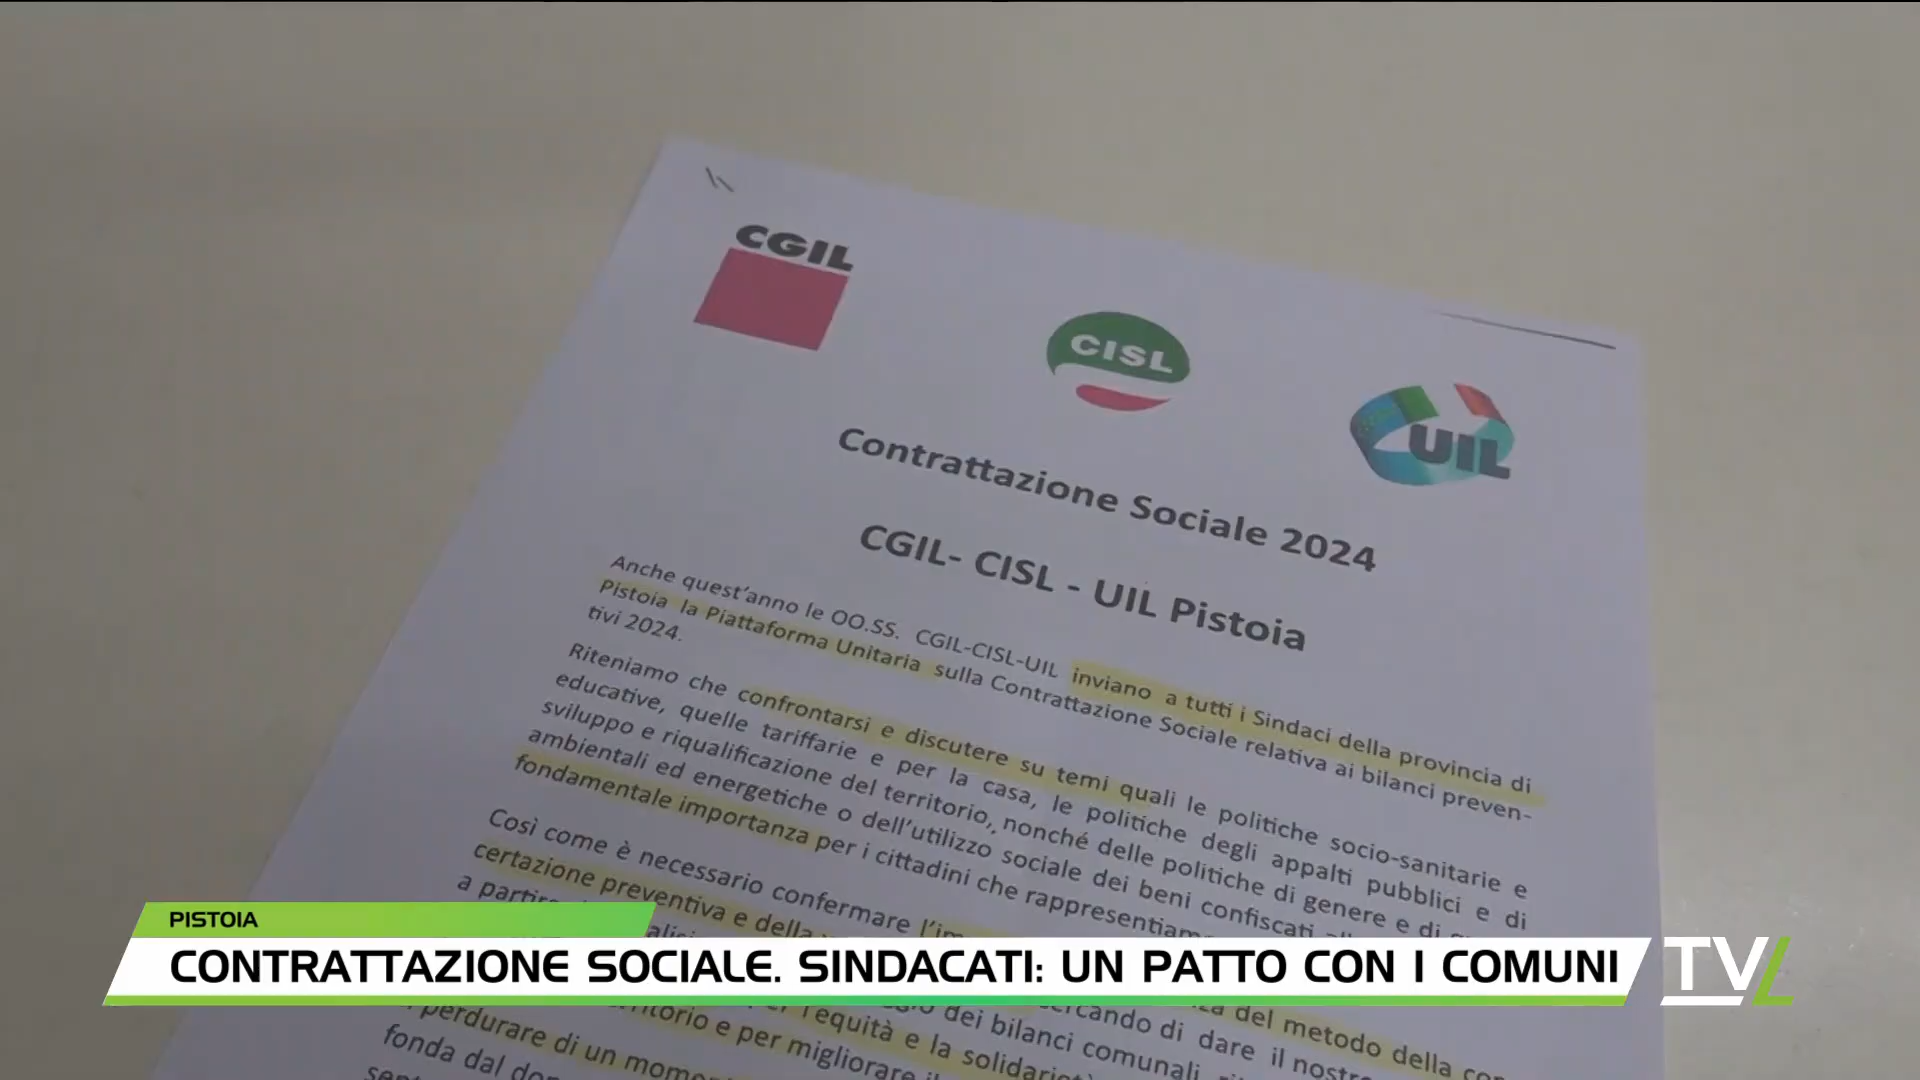 CGIL
CISL
UIL
Contrattazione Sociale 2024
CGIL- CISL - UIL Pistoia
Anche quest'anno le OO.SS. CGIL-CISL-UIL inviano a tutti i Sindaci della provincia di
Pistoia la Piattaforma Unitaria sulla Contrattazione Sociale relativa ai bilanci preven-
tivi 2024.
Riteniamo che confrontarsi e discutere su temi quali le politiche socio-sanitarie e
educative, quelle tariffarie e per la casa, le politiche degli appalti pubblici e di
sviluppo e riqualificazione del territorio, nonché delle politiche di genere e di
ambientali ed energetiche o dell'utilizzo sociale dei beni confiscati
fondamentale importanza per i cittadini che rappresentiamo
Così come è necessario confermare
certazione preventiva e della
a partire
PISTOIA
CONTRATTAZIONE SOCIALE. SINDACATI: UN PATTO CON I COMUNI
TVL
del metodo della
cercando di dare il nostro
dei bilanci comunali
l'equità e la solidarietà
e per migliorare il
perdurare di un
fonda dal